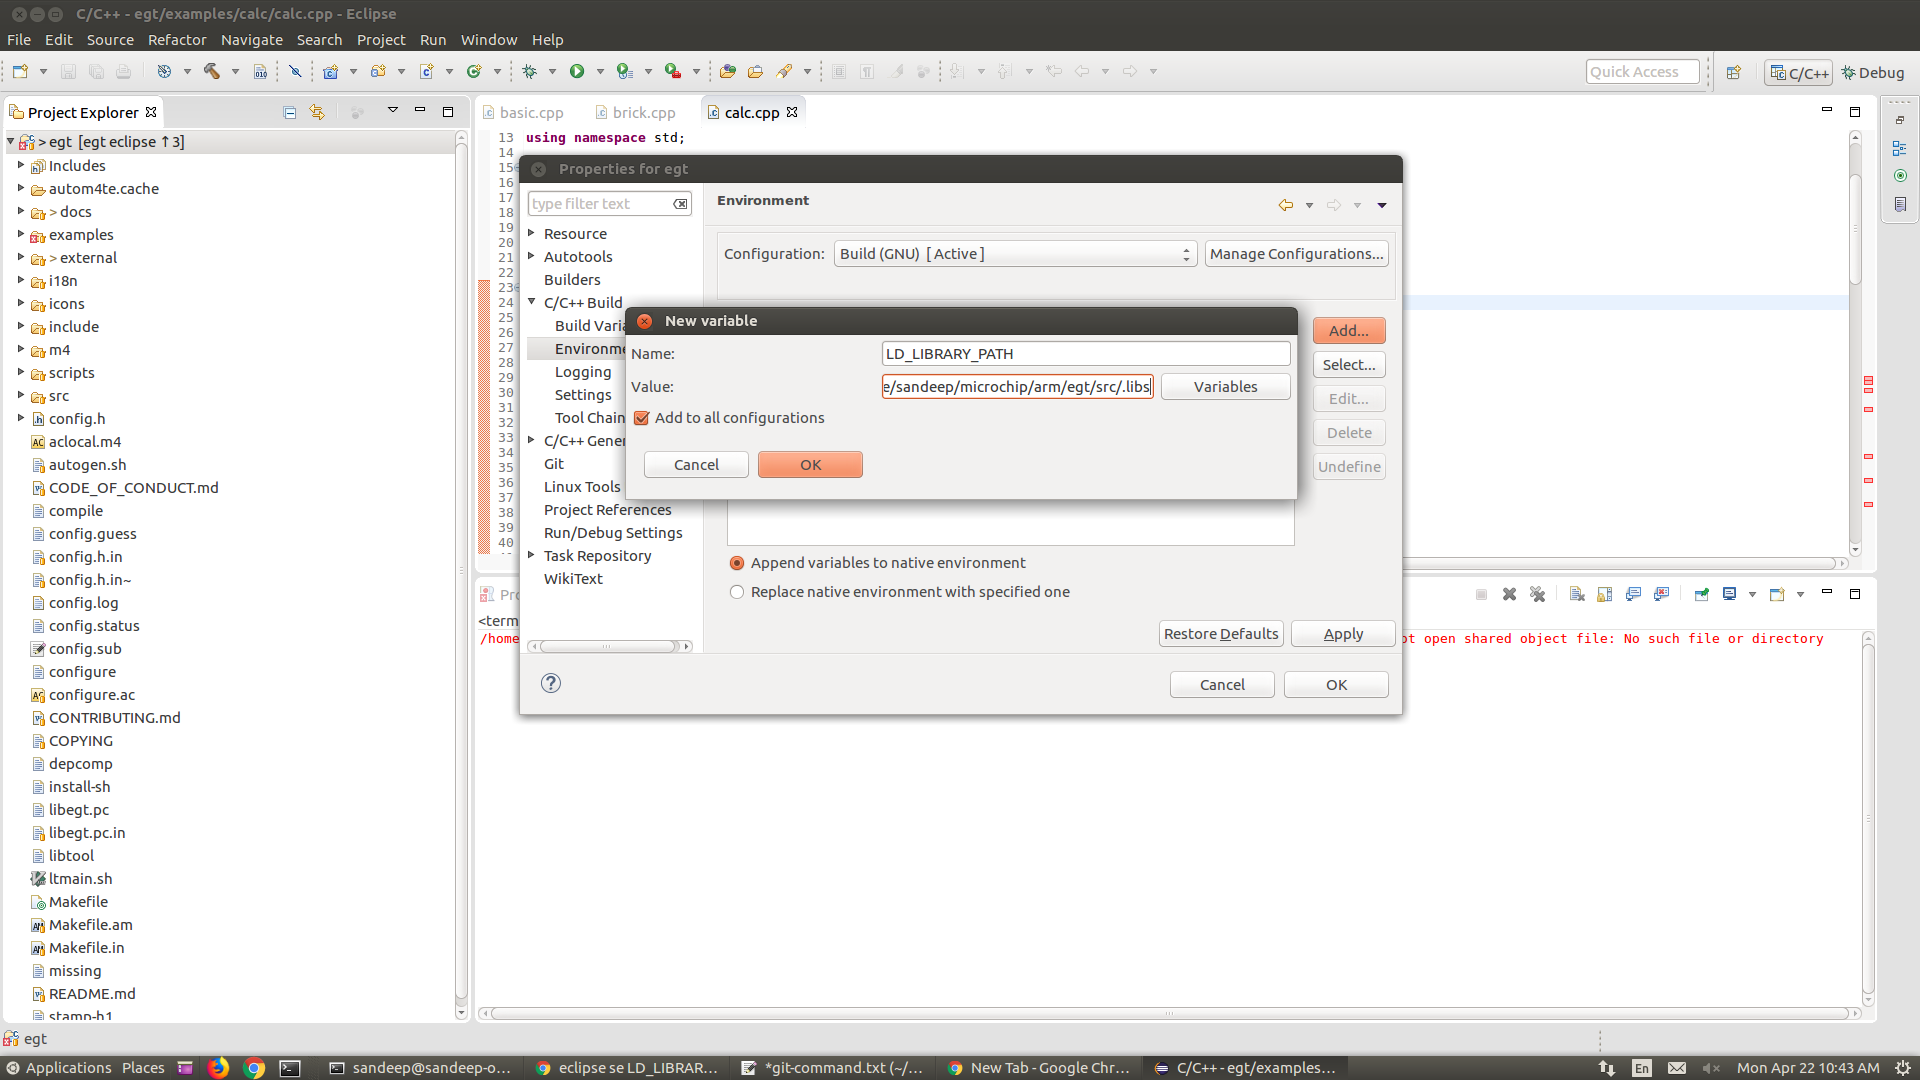 C/C++ - egt/examples/calc/calc.cpp - Eclipse
File Edit Source Refactor Navigate Search Project Run Window Help
Quick Access
C/C++ Debug
Project Explorer
basic.cpp
brick.cpp
calc.cpp
> egt [egt eclipse ↑3]
Includes
autom4te.cache
> docs
examples
> external
i18n
icons
include
m4
scripts
src
config.h
aclocal.m4
autogen.sh
CODE_OF_CONDUCT.md
compile
config.guess
config.h.in
config.h.in~
config.log
config.status
config.sub
configure
configure.ac
CONTRIBUTING.md
COPYING
depcomp
install-sh
libegt.pc
libegt.pc.in
libtool
ltmain.sh
Makefile
Makefile.am
Makefile.in
missing
README.md
stamp-h1
egt
13 using namespace std;
14
15
16
17
18
19
20
21
22
23
24
25
26
27
28
29
30
31
32
33
34
35
36
37
38
39
40
Properties for egt
type filter text
Resource
Autotools
Builders
C/C++ Build
Build Varia
Environme
Logging
Settings
Tool Chain
C/C++ Gener
Git
Linux Tools
Project References
Run/Debug Settings
Task Repository
WikiText
Environment
Configuration: Build (GNU) [ Active ] Manage Configurations...
New variable
Name: LD_LIBRARY_PATH
Value: e/sandeep/microchip/arm/egt/src/.libs Variables
Add to all configurations
Cancel OK
Add...
Select...
Edit...
Delete
Undefine
Append variables to native environment
Replace native environment with specified one
Restore Defaults Apply
Cancel OK
Pro
<term
/home
ot open shared object file: No such file or directory
Applications Places
sandeep@sandeep-o...
eclipse se LD_LIBRAR...
*git-command.txt (~/...
New Tab - Google Chr...
C/C++ - egt/examples...
En
Mon Apr 22 10:43 AM